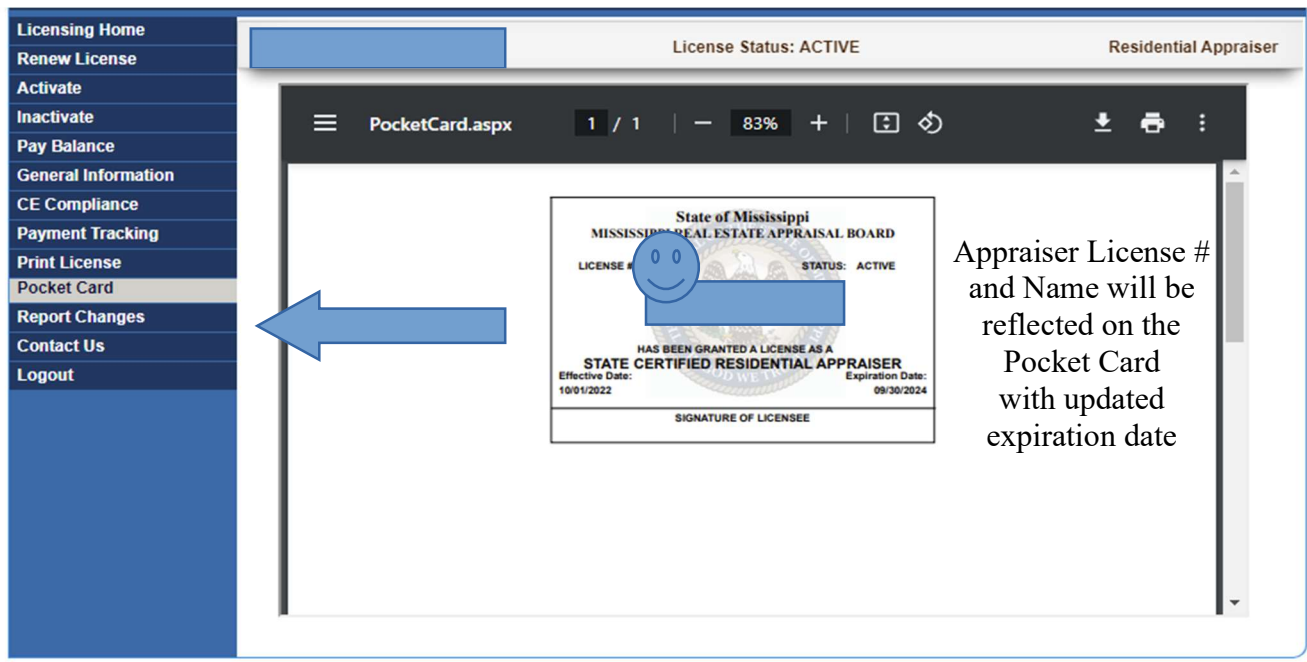 Licensing Home
Renew License
Activate
Inactivate
Pay Balance
General Information
CE Compliance
Payment Tracking
Print License
Pocket Card
Report Changes
Contact Us
Logout
License Status: ACTIVE
Residential Appraiser
PocketCard.aspx
1 / 1
83%
State of Mississippi
MISSISSIPPI REAL ESTATE APPRAISAL BOARD
LICENSE #
STATUS: ACTIVE
HAS BEEN GRANTED A LICENSE AS A
STATE CERTIFIED RESIDENTIAL APPRAISER
Effective Date:
Expiration Date:
10/01/2022
09/30/2024
SIGNATURE OF LICENSEE
Appraiser License #
and Name will be
reflected on the
Pocket Card
with updated
expiration date